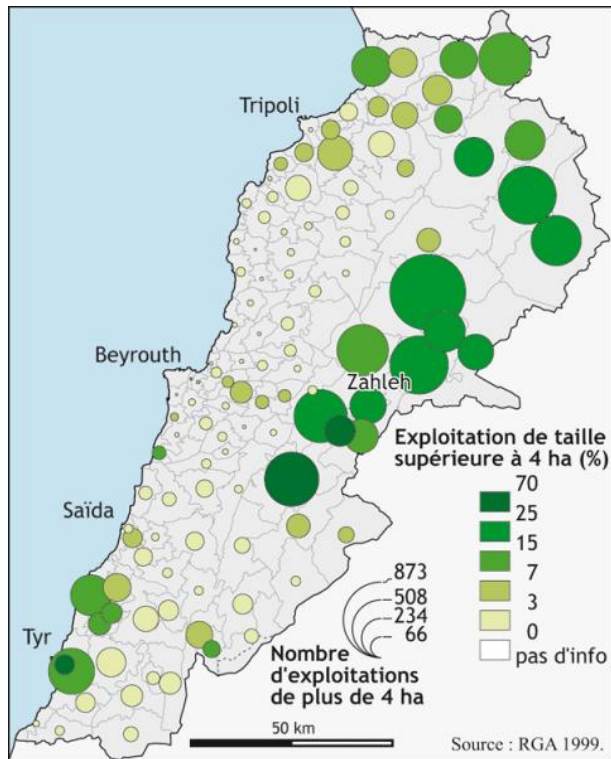 Tripoli
Beyrouth
Zahleh
Saïda
Tyr
Exploitation de taille
supérieure à 4 ha (%)
70
25
15
7
3
0
pas d'info
873
508
234
66
Nombre
d'exploitations
de plus de 4 ha
50 km
Source : RGA 1999.